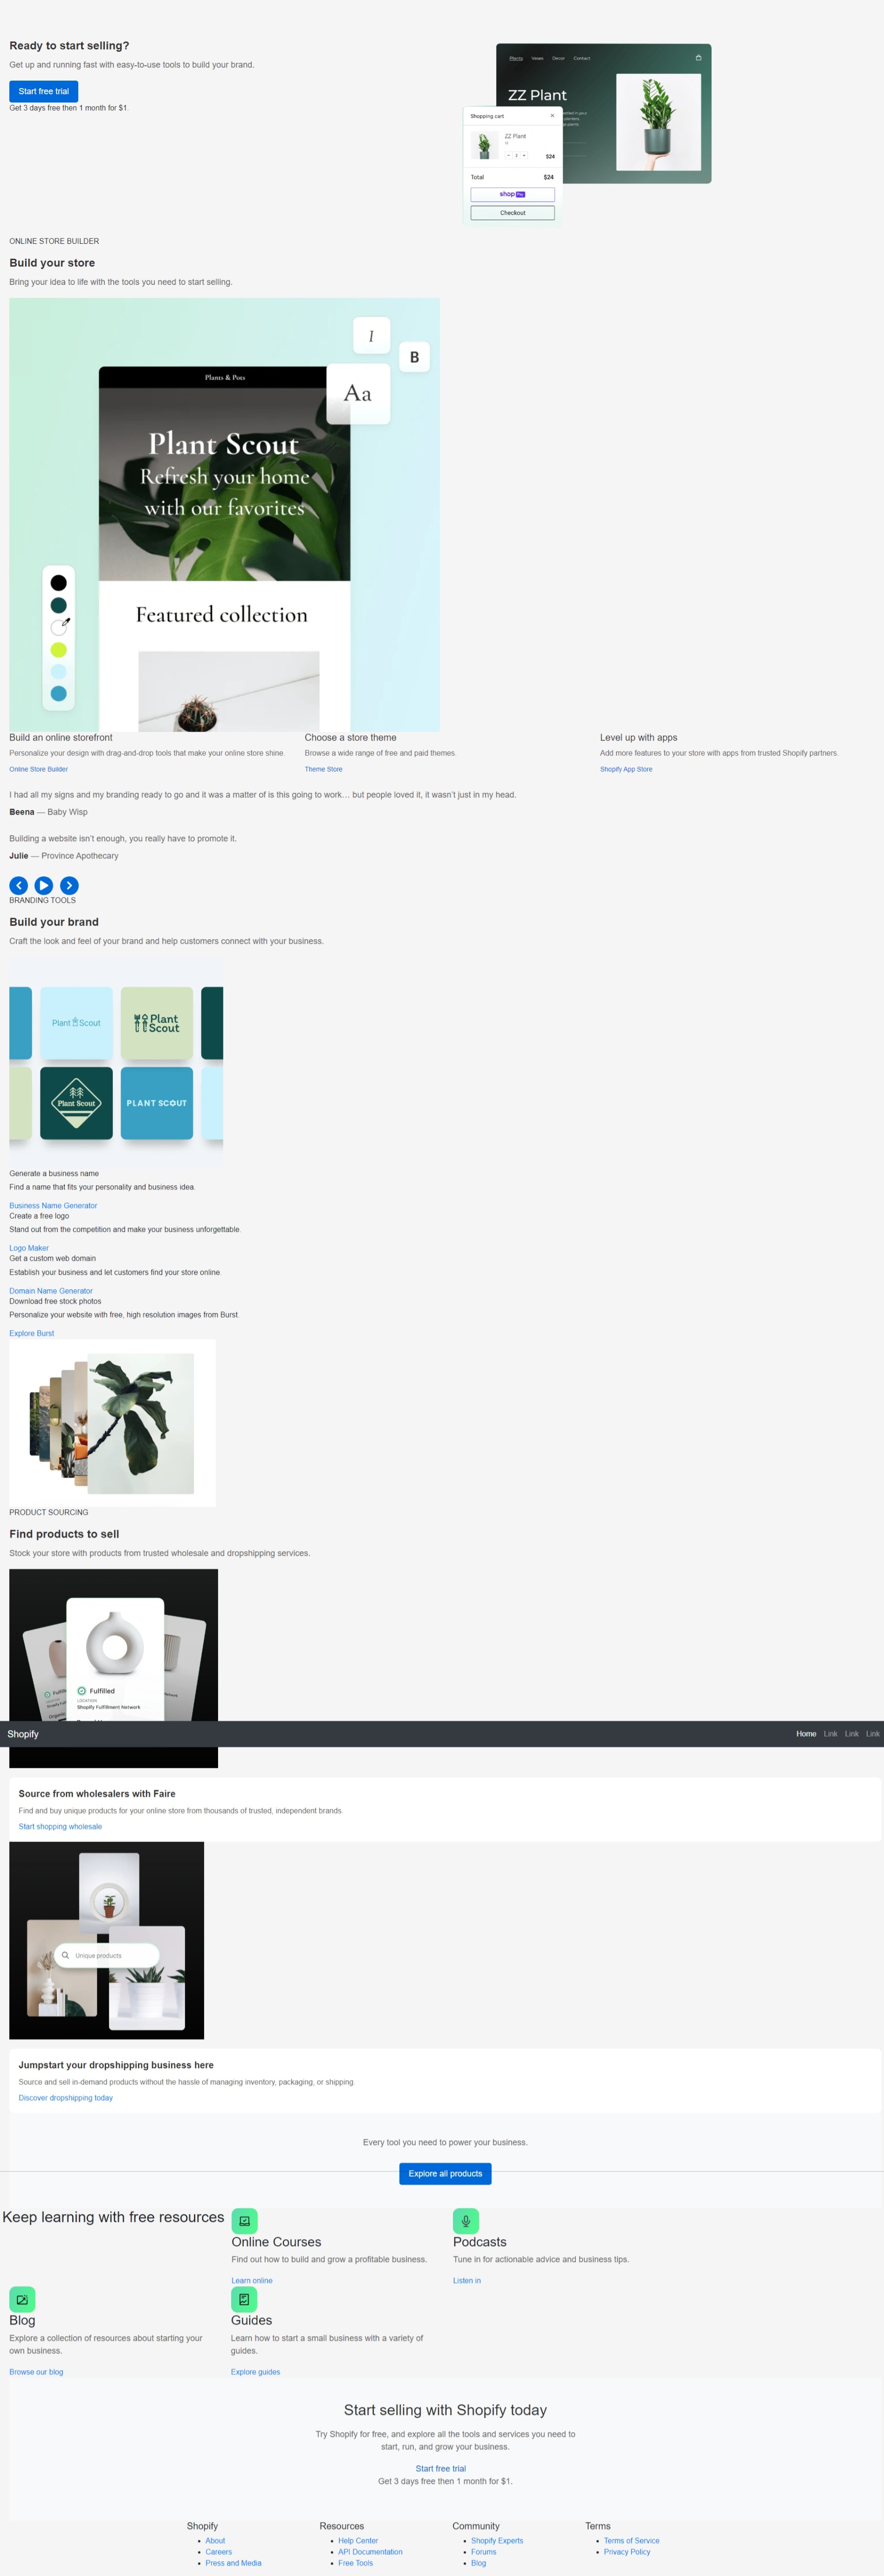 Ready to start selling?
Get up and running fast with easy-to-use tools to build your brand.
Start free trial
Get 3 days free then 1 month for $1.
Plants Vases Decor Contact
ZZ Plant
Shopping cart
ZZ Plant
$24
Total $24
shop Pay
Checkout
ONLINE STORE BUILDER
Build your store
Bring your idea to life with the tools you need to start selling.
I
B
Aa
Plants & Pots
Plant Scout
Refresh your home
with our favorites
Featured collection
Build an online storefront
Personalize your design with drag-and-drop tools that make your online store shine.
Online Store Builder
Choose a store theme
Browse a wide range of free and paid themes.
Theme Store
Level up with apps
Add more features to your store with apps from trusted Shopify partners.
Shopify App Store
I had all my signs and my branding ready to go and it was a matter of is this going to work… but people loved it, it wasn’t just in my head.
Beena — Baby Wisp
Building a website isn’t enough, you really have to promote it.
Julie — Province Apothecary
BRANDING TOOLS
Build your brand
Craft the look and feel of your brand and help customers connect with your business.
Plant Scout
Plant
Scout
Plant Scout
PLANT SCOUT
Generate a business name
Find a name that fits your personality and business idea.
Business Name Generator
Create a free logo
Stand out from the competition and make your business unforgettable.
Logo Maker
Get a custom web domain
Establish your business and let customers find your store online.
Domain Name Generator
Download free stock photos
Personalize your website with free, high resolution images from Burst.
Explore Burst
PRODUCT SOURCING
Find products to sell
Stock your store with products from trusted wholesale and dropshipping services.
Fulfilled
LOCATION
Shopify Fulfillment Network
Shopify
Home Link Link Link
Source from wholesalers with Faire
Find and buy unique products for your online store from thousands of trusted, independent brands.
Start shopping wholesale
Unique products
Jumpstart your dropshipping business here
Source and sell in-demand products without the hassle of managing inventory, packaging, or shipping.
Discover dropshipping today
Every tool you need to power your business.
Explore all products
Keep learning with free resources
Online Courses
Find out how to build and grow a profitable business.
Learn online
Podcasts
Tune in for actionable advice and business tips.
Listen in
Blog
Explore a collection of resources about starting your
own business.
Browse our blog
Guides
Learn how to start a small business with a variety of
guides.
Explore guides
Start selling with Shopify today
Try Shopify for free, and explore all the tools and services you need to
start, run, and grow your business.
Start free trial
Get 3 days free then 1 month for $1.
Shopify
About
Careers
Press and Media
Resources
Help Center
API Documentation
Free Tools
Community
Shopify Experts
Forums
Blog
Terms
Terms of Service
Privacy Policy